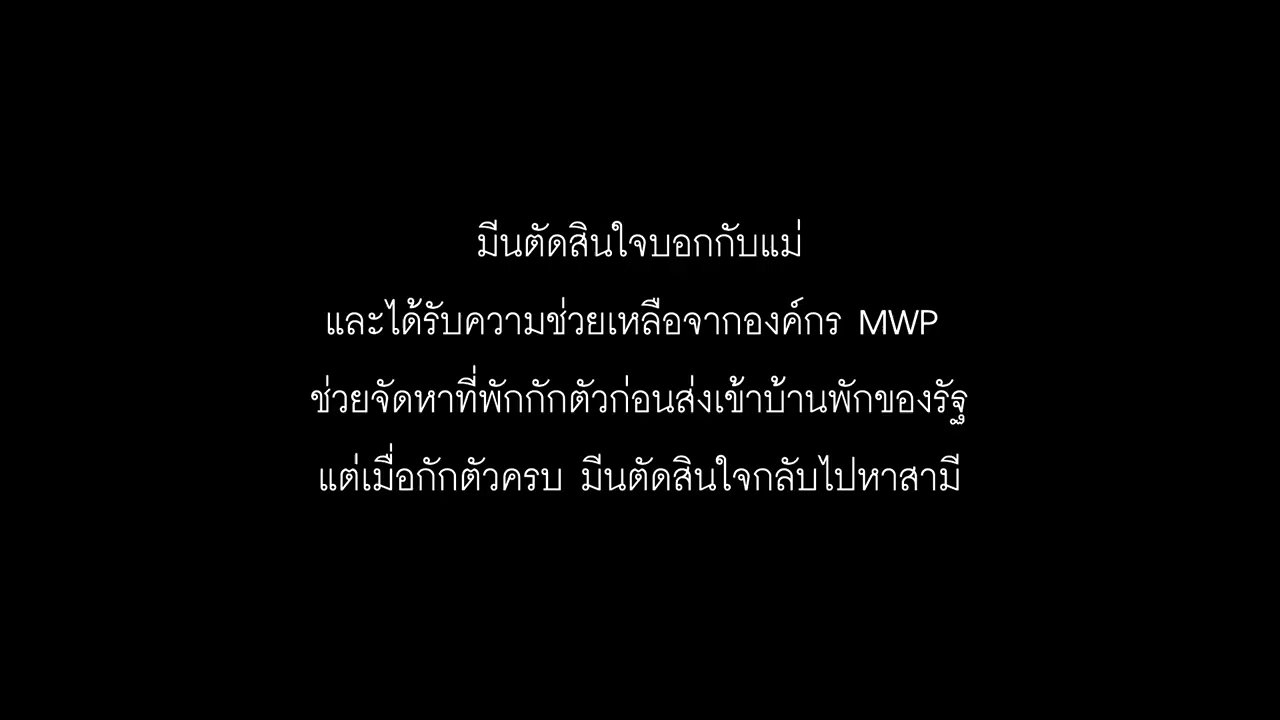 มีนตัดสินใจบอกกับแม่
และได้รับความช่วยเหลือจากองค์กร MWP
ช่วยจัดหาที่พักกักตัวก่อนส่งเข้าบ้านพักของรัฐ
แต่เมื่อกักตัวครบ มีนตัดสินใจกลับไปหาสามี